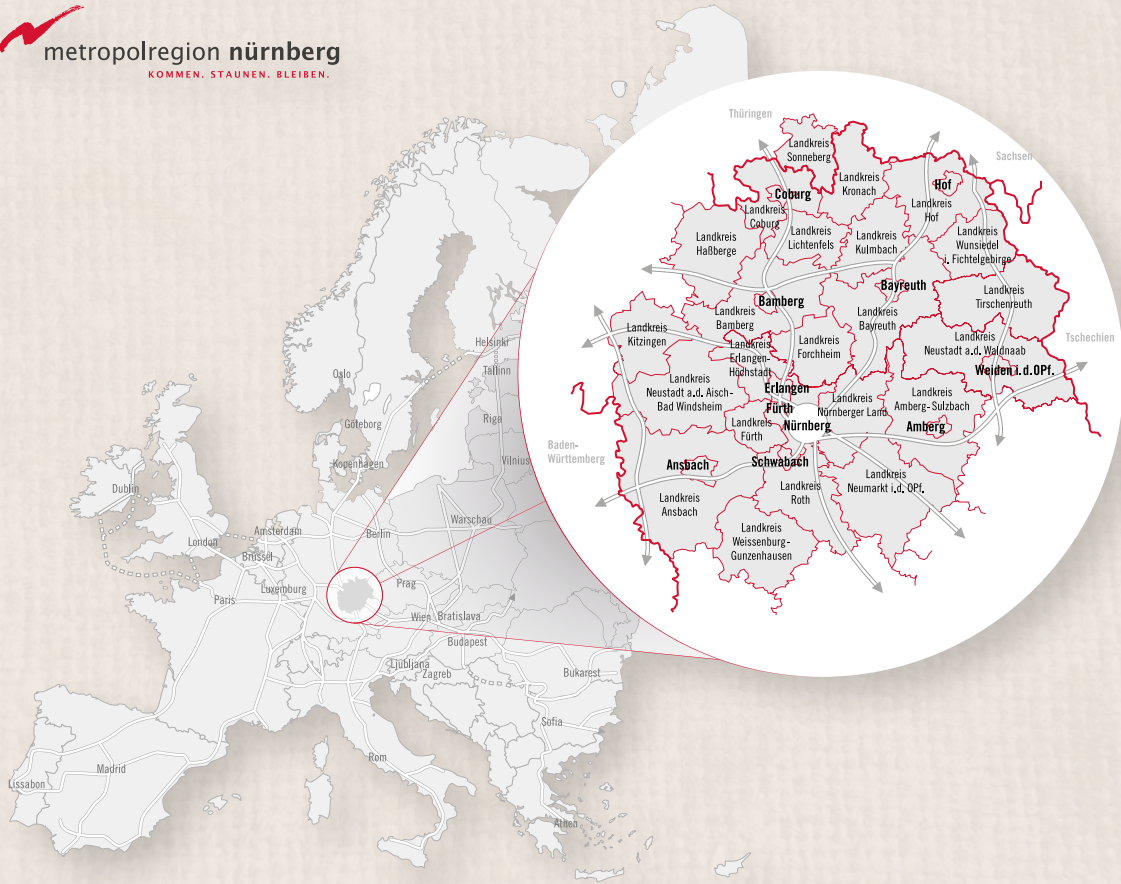 metropolregion nürnberg
KOMMEN. STAUNEN. BLEIBEN.
Thüringen
Sachsen
Tschechien
Baden-
Württemberg
Landkreis
Sonneberg
Landkreis
Kronach
Hof
Landkreis
Hof
Coburg
Landkreis
Coburg
Landkreis
Lichtenfels
Landkreis
Kulmbach
Landkreis
Wunsiedel
i. Fichtelgebirge
Landkreis
Haßberge
Bamberg
Bayreuth
Landkreis
Tirschenreuth
Landkreis
Bamberg
Landkreis
Bayreuth
Landkreis
Kitzingen
Landkreis
Erlangen-
Höchstadt
Landkreis
Forchheim
Landkreis
Neustadt a.d. Waldnaab
Weiden i.d.OPf.
Landkreis
Neustadt a.d. Aisch-
Bad Windsheim
Erlangen
Fürth
Nürnberg
Landkreis
Nürnberger Land
Landkreis
Amberg-Sulzbach
Amberg
Landkreis
Fürth
Ansbach
Schwabach
Landkreis
Ansbach
Landkreis
Roth
Landkreis
Neumarkt i.d. OPf.
Landkreis
Weissenburg-
Gunzenhausen
Helsinki
Tallinn
Oslo
Göteborg
Riga
Kopenhagen
Vilnius
Dublin
Warschau
Amsterdam
Berlin
London
Brüssel
Luxemburg
Prag
Paris
Wien
Bratislava
Budapest
Ljubljana
Zagreb
Bukarest
Sofia
Rom
Madrid
Lissabon
Athen